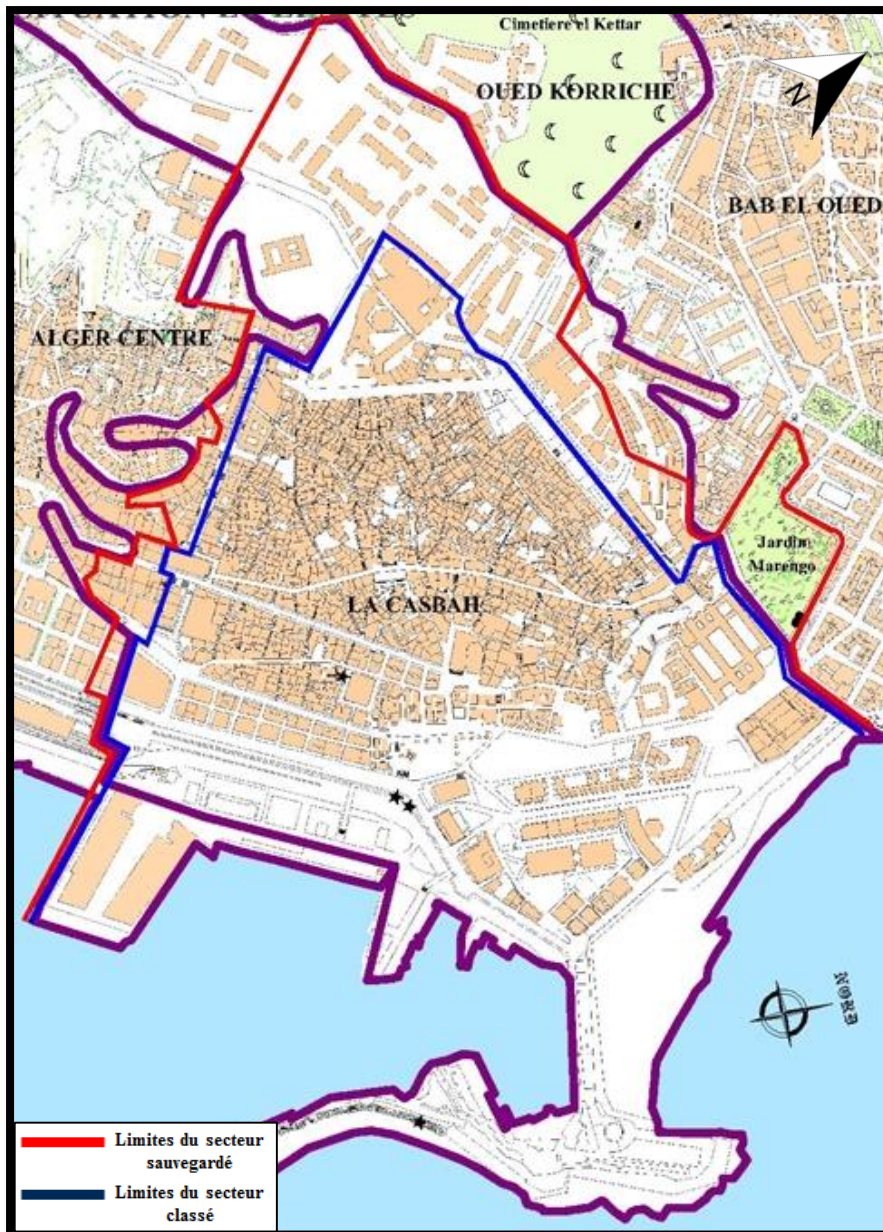 Cimetiere el Kettar
OUED KORRICHE
N
BAB EL OUED
ALGER CENTRE
Jardin
Marengo
LA CASBAH
NORD
Limites du secteur
sauvegardé
Limites du secteur
classé